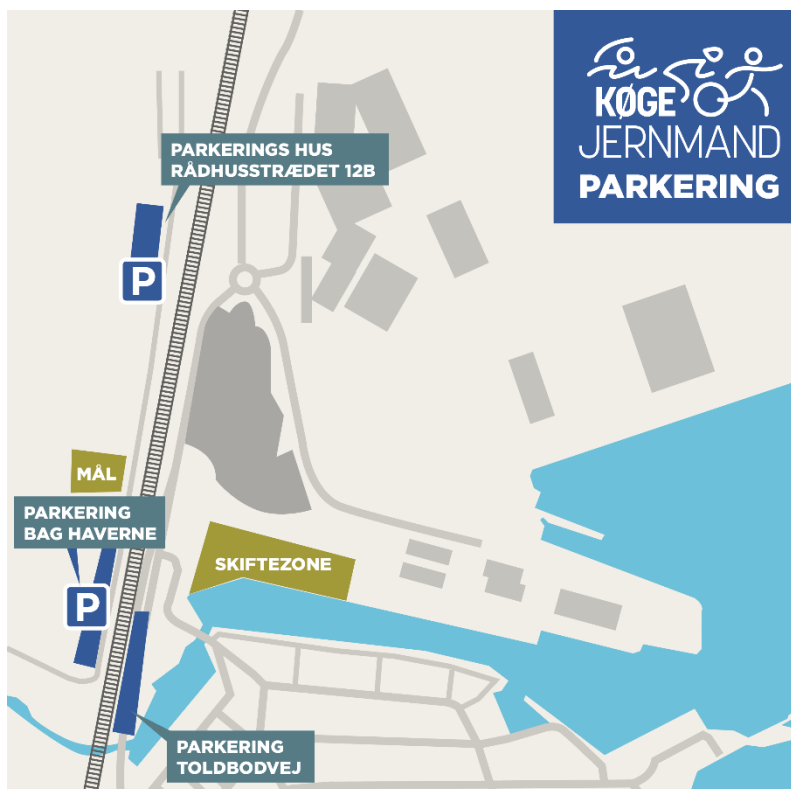 KØGE
JERNMAND
PARKERING
PARKERINGS HUS
RÅDHUSSTRÆDET 12B
P
MÅL
PARKERING
BAG HAVERNE
P
SKIFTEZONE
PARKERING
TOLDBODVEJ